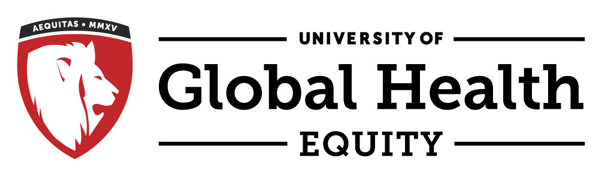 AEQUITAS • MMXV
UNIVERSITY OF
Global Health
EQUITY